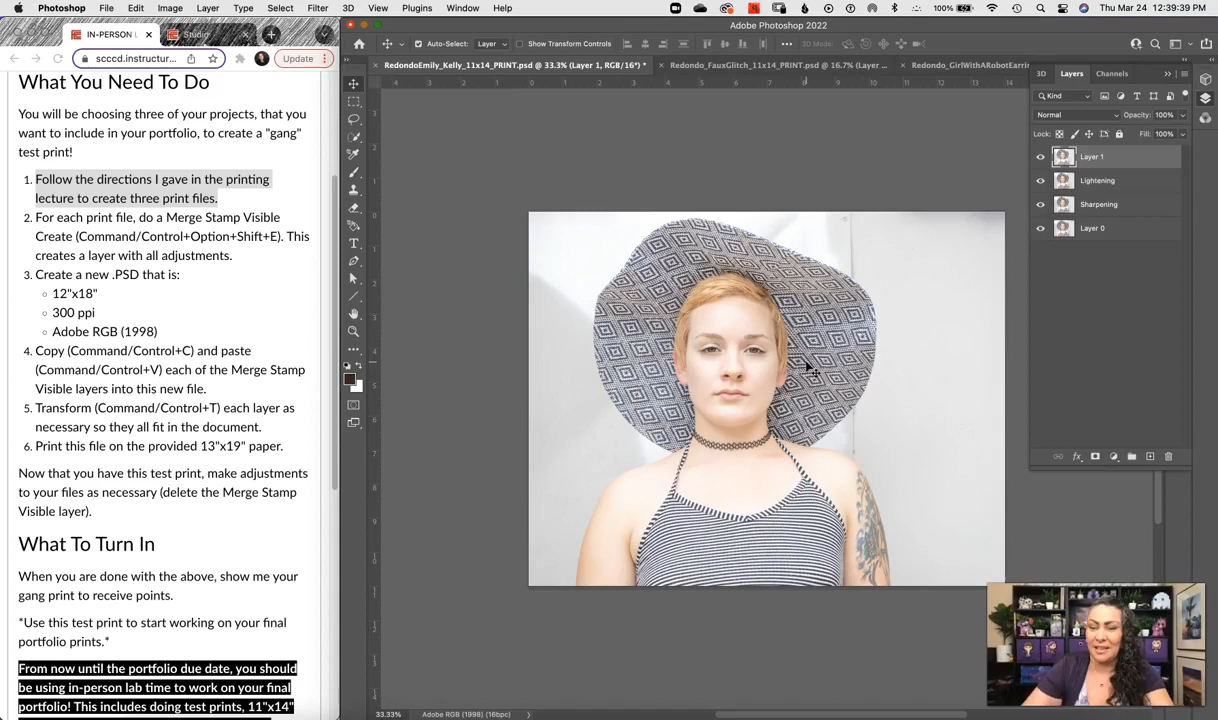 Photoshop File Edit Image Layer Type Select Filter 3D View Plugins Window Help 100% Thu Mar 24 12:39:39 PM
IN-PERSON L
Studio
scccd.instructur...
Update
What You Need To Do
You will be choosing three of your projects, that you
want to include in your portfolio, to create a "gang"
test print!
1. Follow the directions I gave in the printing
lecture to create three print files.
2. For each print file, do a Merge Stamp Visible
Create (Command/Control+Option+Shift+E). This
creates a layer with all adjustments.
3. Create a new .PSD that is:
12"x18"
300 ppi
Adobe RGB (1998)
4. Copy (Command/Control+C) and paste
(Command/Control+V) each of the Merge Stamp
Visible layers into this new file.
5. Transform (Command/Control+T) each layer as
necessary so they all fit in the document.
6. Print this file on the provided 13"x19" paper.
Now that you have this test print, make adjustments
to your files as necessary (delete the Merge Stamp
Visible layer).
What To Turn In
When you are done with the above, show me your
gang print to receive points.
*Use this test print to start working on your final
portfolio prints.*
From now until the portfolio due date, you should
be using in-person lab time to work on your final
portfolio! This includes doing test prints, 11"x14"
Adobe Photoshop 2022
Auto-Select: Layer Show Transform Controls 3D Mode:
RedondoEmily_Kelly_11x14_PRINT.psd @ 33.3% (Layer 1, RGB/16*) *
Redondo_FauxGlitch_11x14_PRINT.psd @ 16.7% (Layer ...
Redondo_GirlWithARobotEarrin
3D Layers Channels
Kind
Normal Opacity: 100%
Lock: Fill: 100%
Layer 1
Lightening
Sharpening
Layer 0
33.33% Adobe RGB (1998) (16bpc)